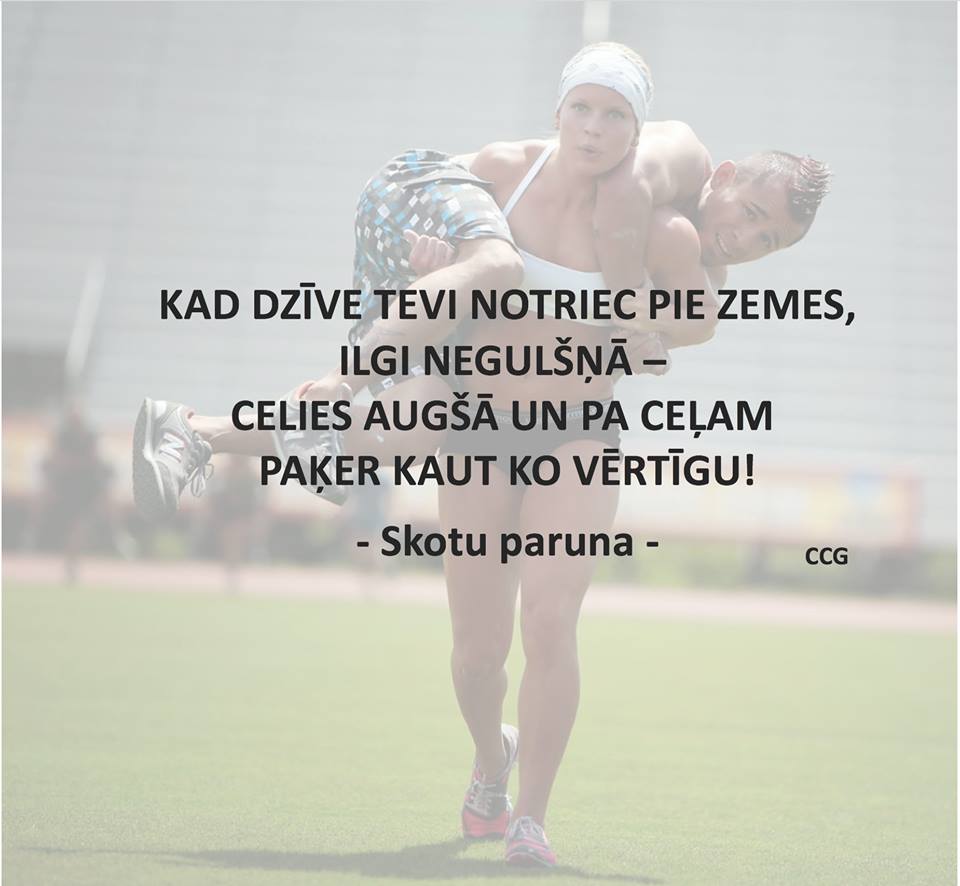 KAD DZĪVE TEVI NOTRIEC PIE ZEMES,
ILGI NEGULŠŅĀ –
CELIES AUGŠĀ UN PA CEĻAM
PAĶER KAUT KO VĒRTĪGU!
- Skotu paruna -
CCG